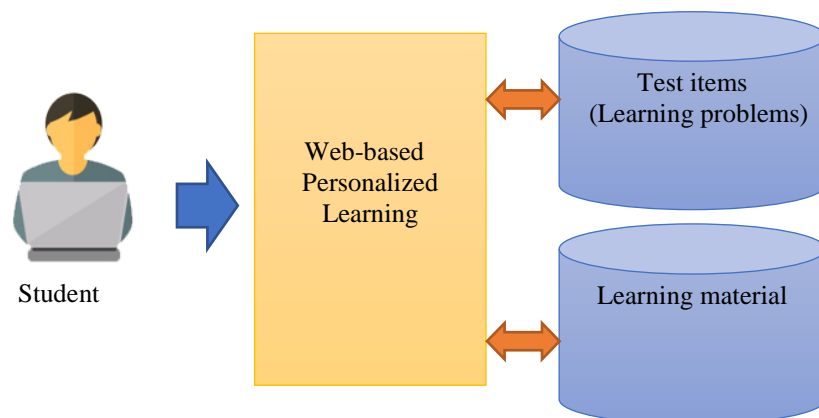 Test items
(Learning problems)
Web-based
Personalized
Learning
Student
Learning material